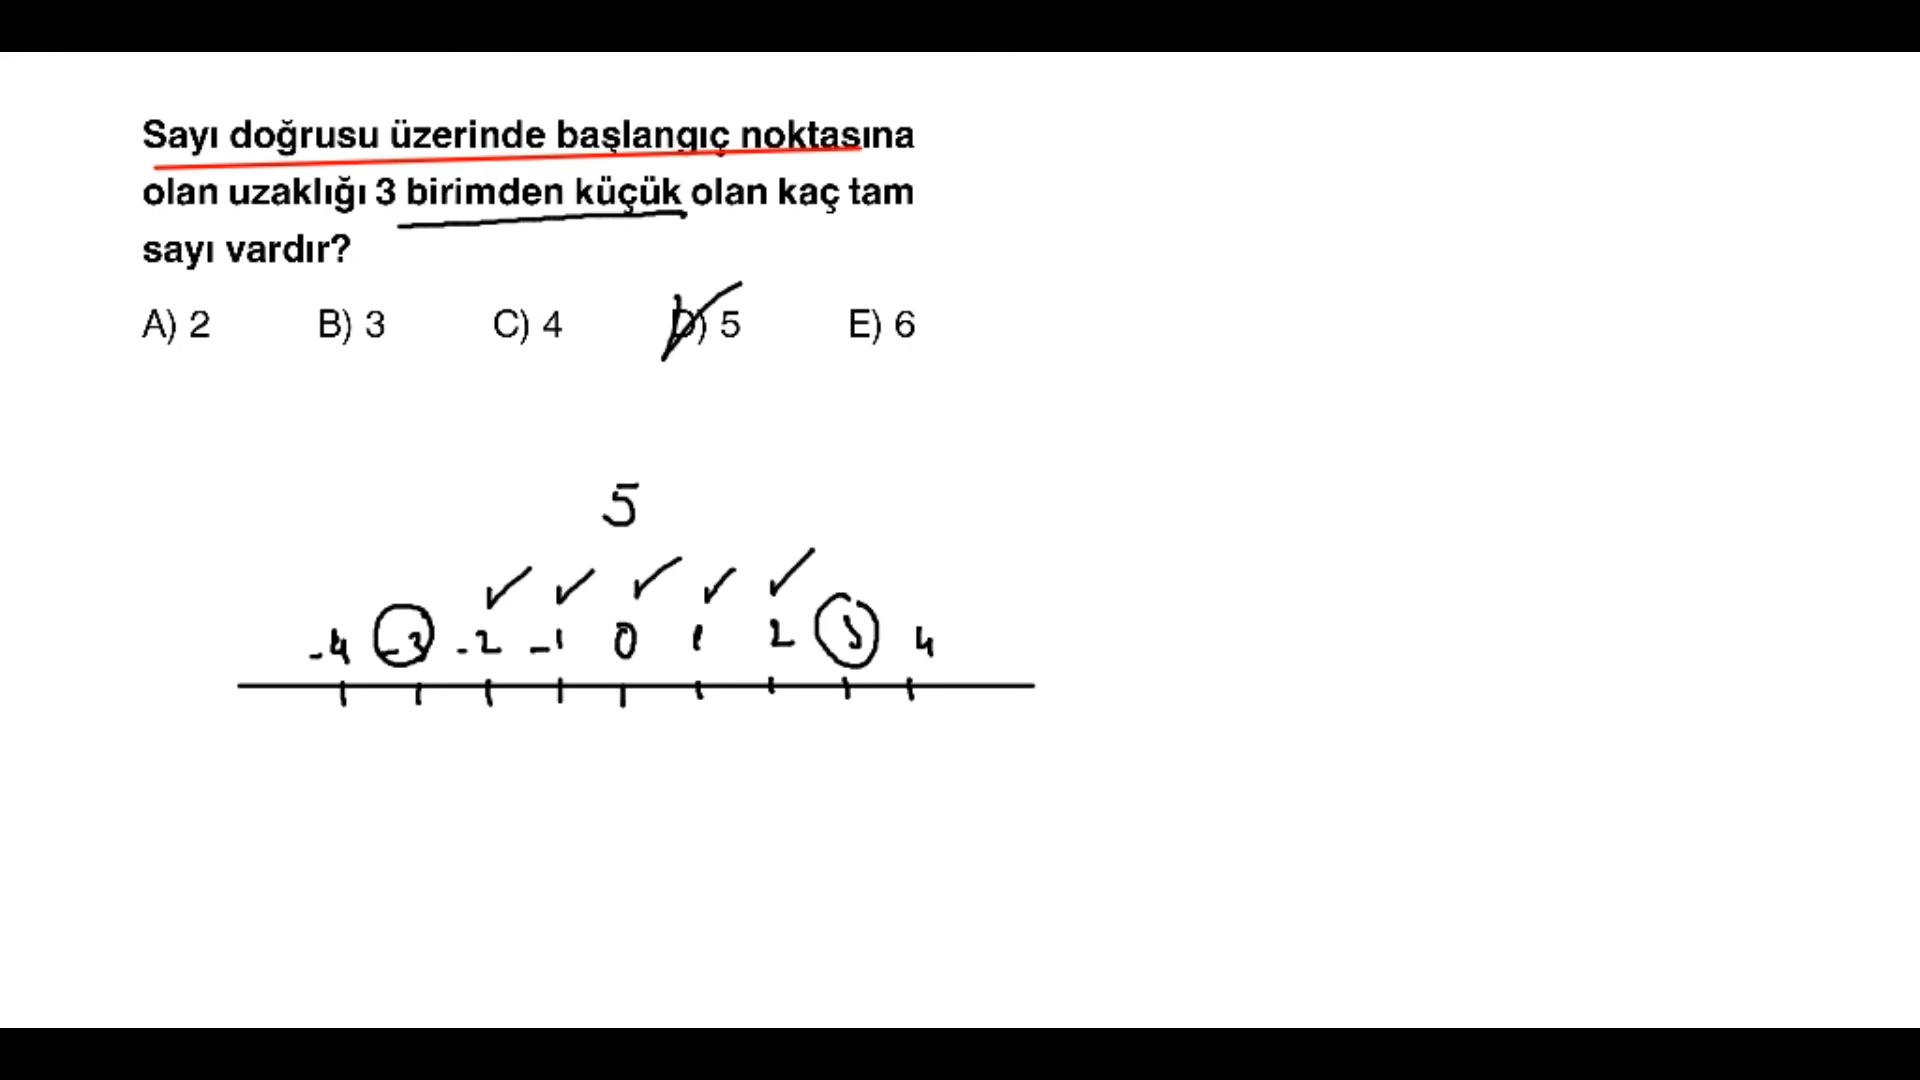 Sayı doğrusu üzerinde başlangıç noktasına
olan uzaklığı 3 birimden küçük olan kaç tam
sayı vardır?
A) 2 B) 3 C) 4 D) 5 E) 6
5
-4 -3 -2 -1 0 1 2 3 4